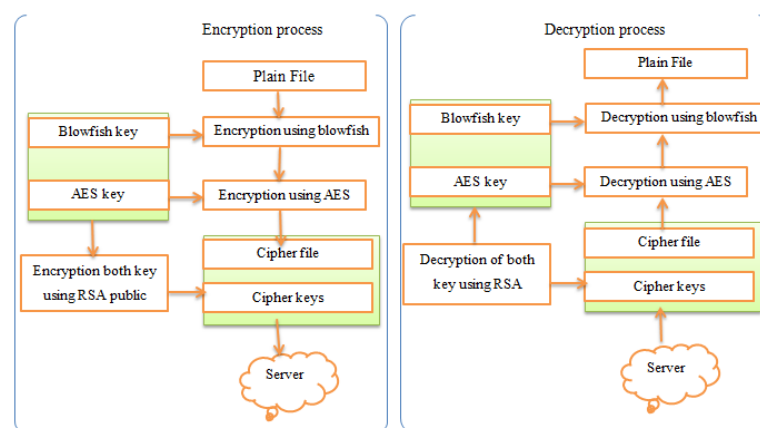 Encryption process
Plain File
Blowfish key
Encryption using blowfish
AES key
Encryption using AES
Encryption both key
using RSA public
Cipher file
Cipher keys
Server
Decryption process
Plain File
Blowfish key
Decryption using blowfish
AES key
Decryption using AES
Decryption of both
key using RSA
Cipher file
Cipher keys
Server